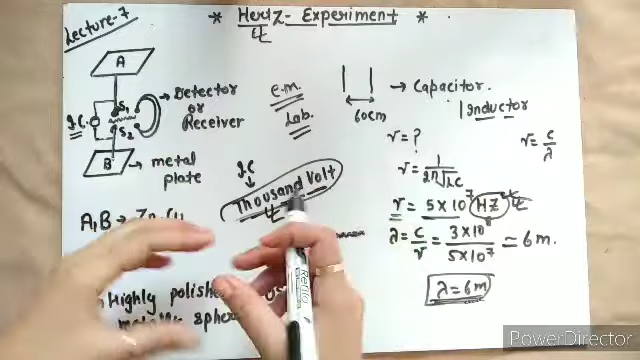 Lecture-7
* Hertz-Experiment *
A
S1
I.C.
S2
B
→ Detector
or
Receiver
→ metal
plate
e.m.
Lab.
60cm
→ Capacitor.
Inductor
ν = ?
ν = c/λ
ν = 1/2π√LC
I.C
↓
Thousand Volt
ν = 5×10⁷ HZ
λ = c/ν = 3×10⁸/5×10⁷ = 6m.
λ = 6m
A,B → Zn, Cu
Highly polished
metallic sphere
Reno
PowerDirector